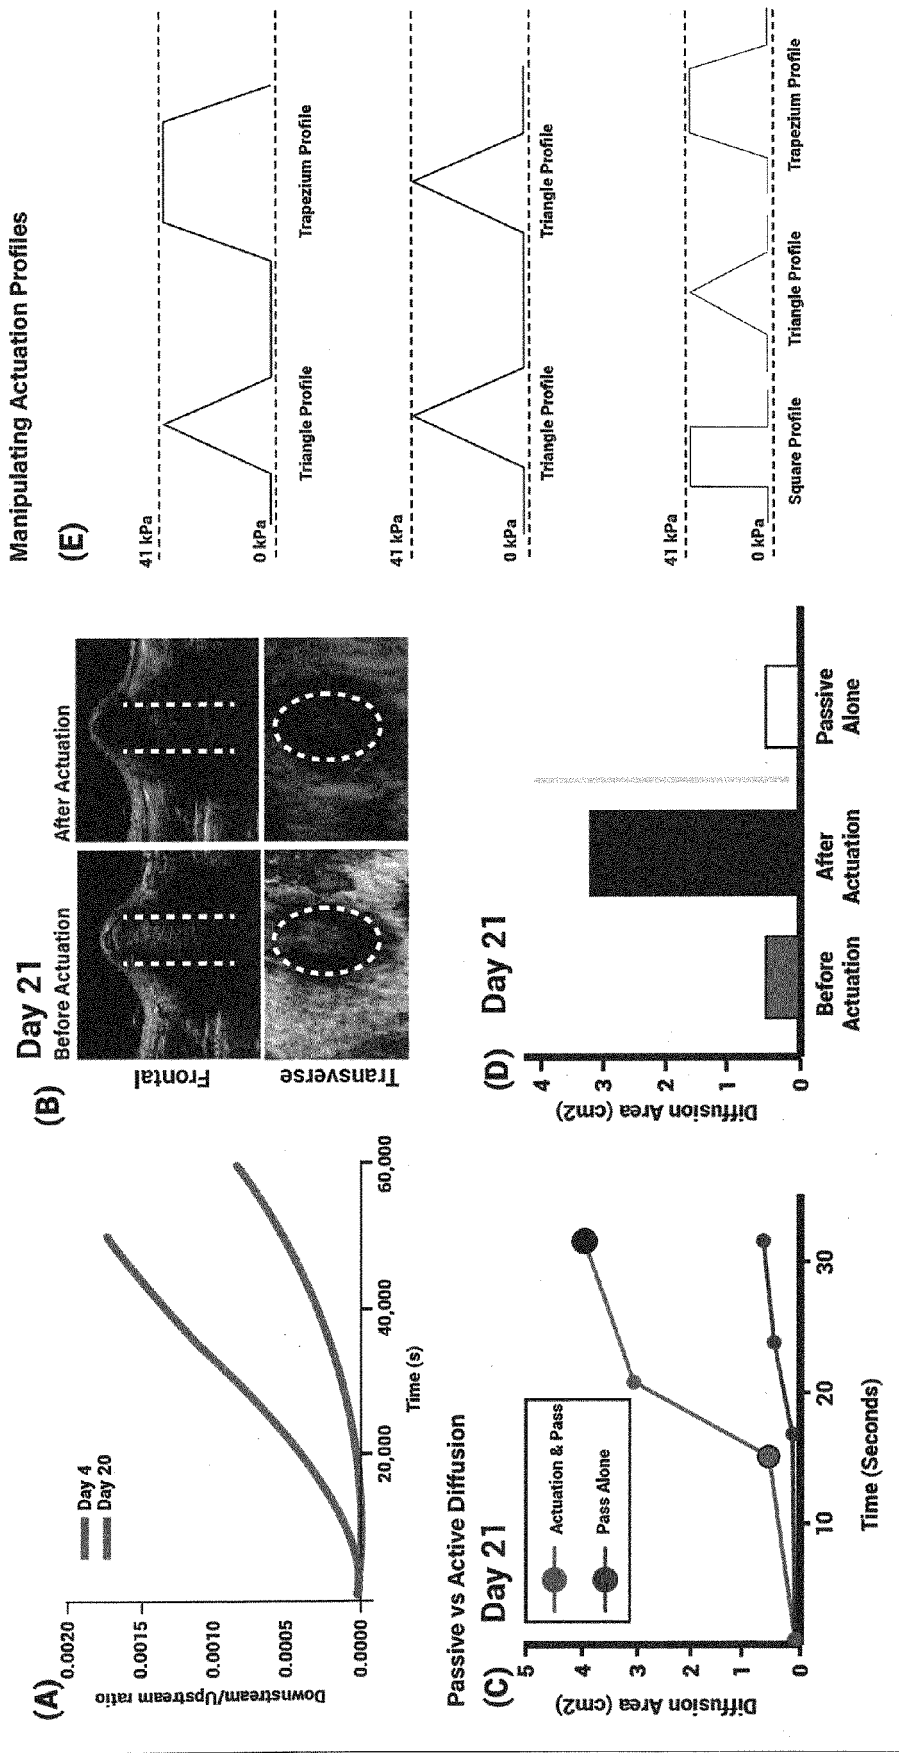 (A)
Day 4
Day 20
Downstream/Upstream ratio
0.0020
0.0015
0.0010
0.0005
0.0000
20,000
40,000
60,000
Time (s)
(B)
Day 21
Before Actuation
After Actuation
Frontal
Transverse
Passive vs Active Diffusion
(C)
Day 21
Actuation & Pass
Pass Alone
Diffusion Area (cm2)
5
4
3
2
1
0
10
20
30
Time (Seconds)
(D)
Day 21
Diffusion Area (cm2)
4
3
2
1
0
Before
Actuation
After
Actuation
Passive
Alone
Manipulating Actuation Profiles
(E)
41 kPa
0 kPa
Triangle Profile
Trapezium Profile
41 kPa
0 kPa
Triangle Profile
Triangle Profile
41 kPa
0 kPa
Square Profile
Triangle Profile
Trapezium Profile